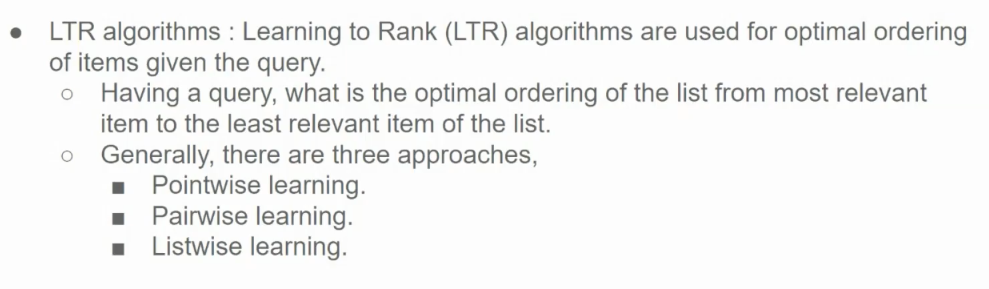 ● LTR algorithms : Learning to Rank (LTR) algorithms are used for optimal ordering
of items given the query.
○ Having a query, what is the optimal ordering of the list from most relevant
item to the least relevant item of the list.
○ Generally, there are three approaches,
■ Pointwise learning.
■ Pairwise learning.
■ Listwise learning.